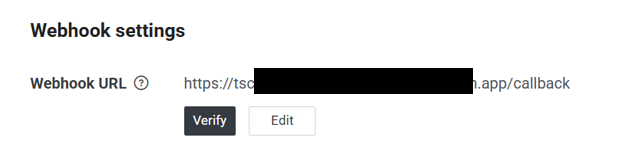 Webhook settings
Webhook URL ?
https://tsc .app/callback
Verify Edit